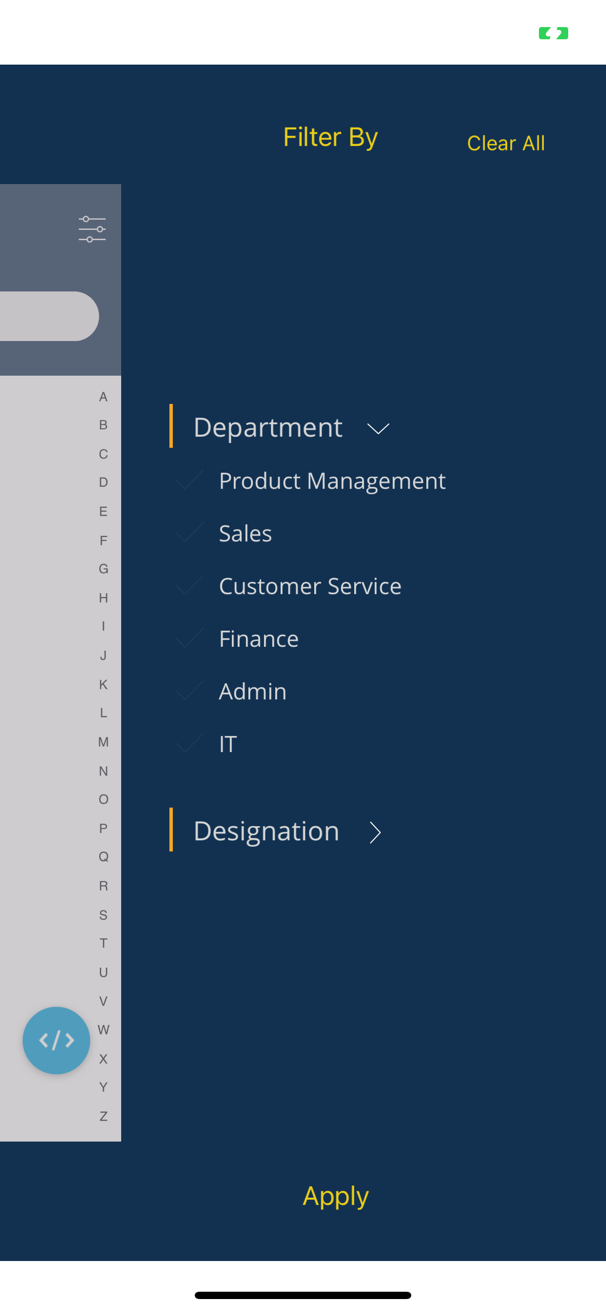 Filter By
Clear All
Department
Product Management
Sales
Customer Service
Finance
Admin
IT
Designation
A
B
C
D
E
F
G
H
I
J
K
L
M
N
O
P
Q
R
S
T
U
V
W
X
Y
Z
</>
Apply